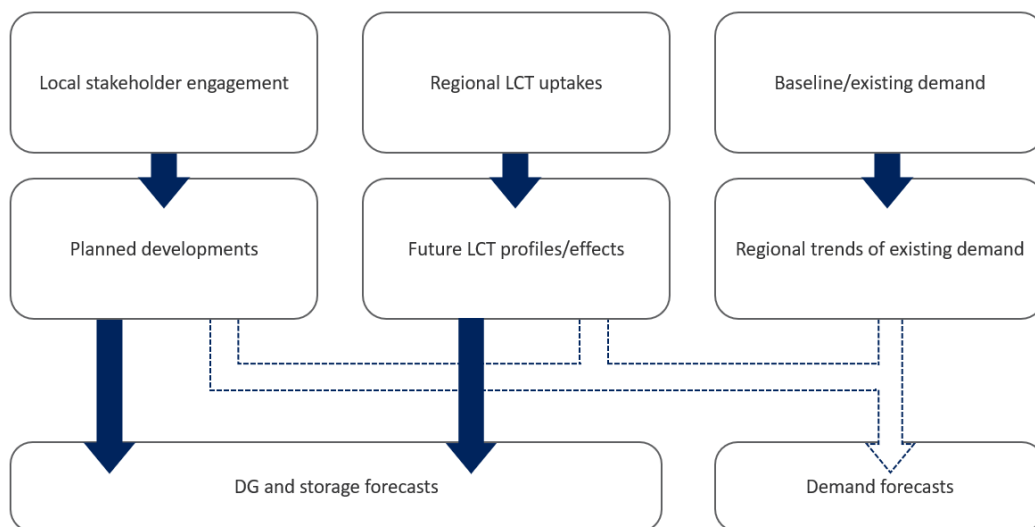 Local stakeholder engagement
Regional LCT uptakes
Baseline/existing demand
Planned developments
Future LCT profiles/effects
Regional trends of existing demand
DG and storage forecasts
Demand forecasts